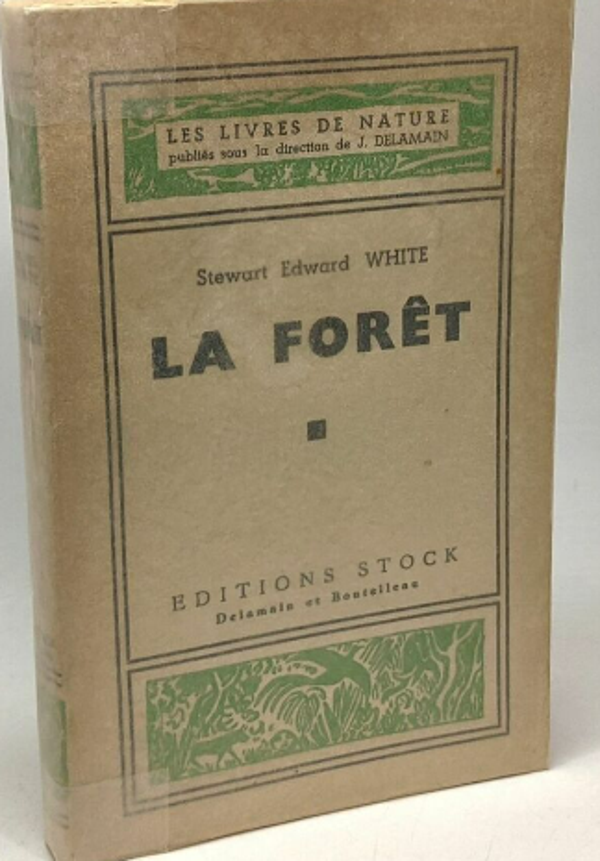 LES LIVRES DE NATURE
publiés sous la direction de J. DELAMAIN
Stewart Edward WHITE
LA FORÊT
EDITIONS STOCK
Delamain et Boutelleau